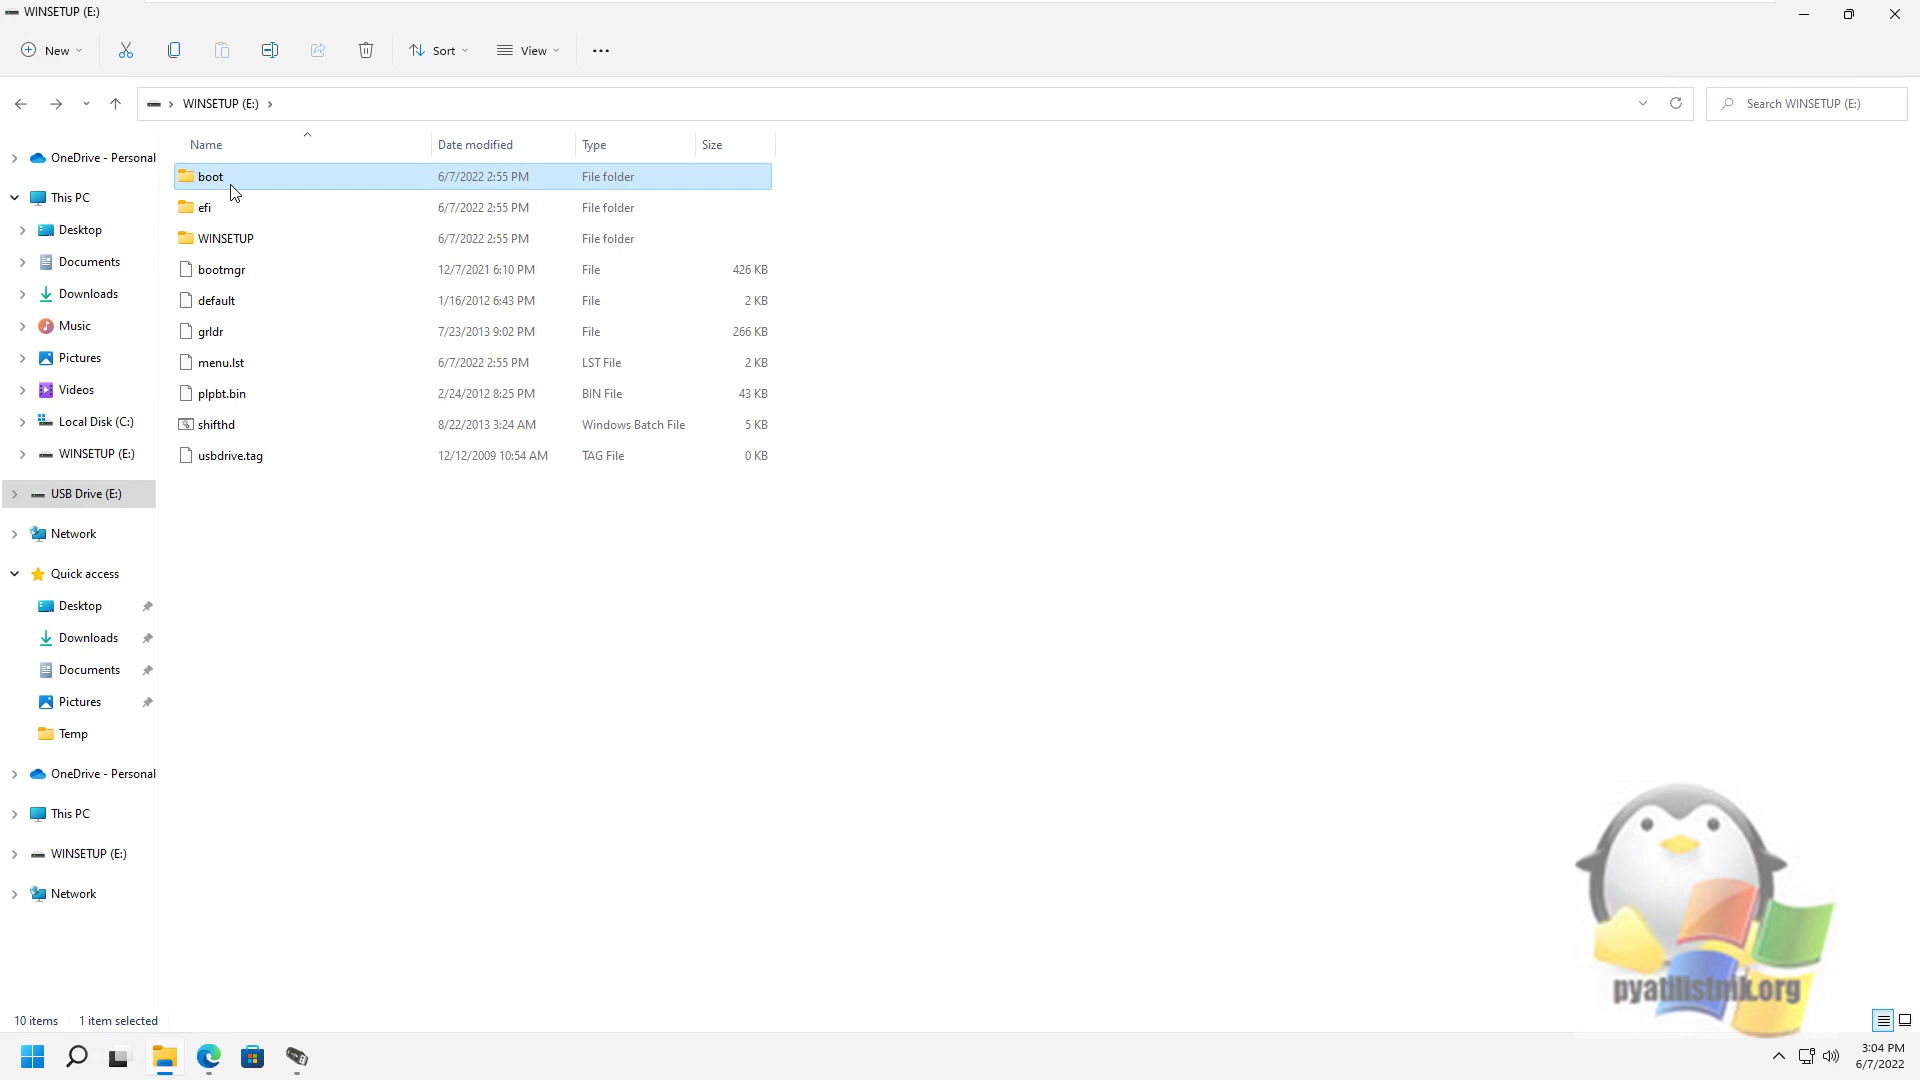 WINSETUP (E:)
New
Sort
View
WINSETUP (E:)
Search WINSETUP (E:)
Name Date modified Type Size
boot 6/7/2022 2:55 PM File folder
efi 6/7/2022 2:55 PM File folder
WINSETUP 6/7/2022 2:55 PM File folder
bootmgr 12/7/2021 6:10 PM File 426 KB
default 1/16/2012 6:43 PM File 2 KB
grldr 7/23/2013 9:02 PM File 266 KB
menu.lst 6/7/2022 2:55 PM LST File 2 KB
plpbt.bin 2/24/2012 8:25 PM BIN File 43 KB
shifthd 8/22/2013 3:24 AM Windows Batch File 5 KB
usbdrive.tag 12/12/2009 10:54 AM TAG File 0 KB
OneDrive - Personal
This PC
Desktop
Documents
Downloads
Music
Pictures
Videos
Local Disk (C:)
WINSETUP (E:)
USB Drive (E:)
Network
Quick access
Desktop
Downloads
Documents
Pictures
Temp
OneDrive - Personal
This PC
WINSETUP (E:)
Network
pyatilistnik.org
10 items 1 item selected
3:04 PM
6/7/2022